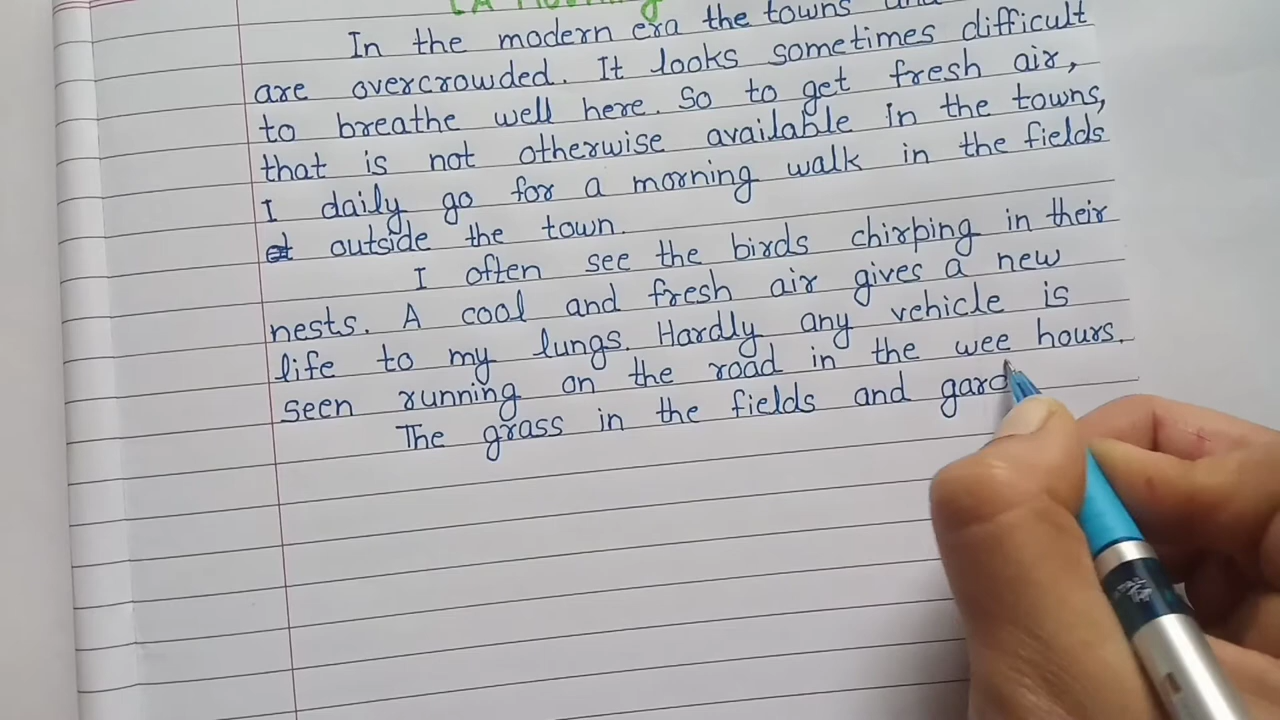 In the modern era the towns
are overcrowded. It looks sometimes difficult
to breathe well here. So to get fresh air,
that is not otherwise available in the towns,
I daily go for a morning walk in the fields
outside the town.
I often see the birds chirping in their
nests. A cool and fresh air gives a new
life to my lungs. Hardly any vehicle is
seen running on the road in the wee hours.
The grass in the fields and gard